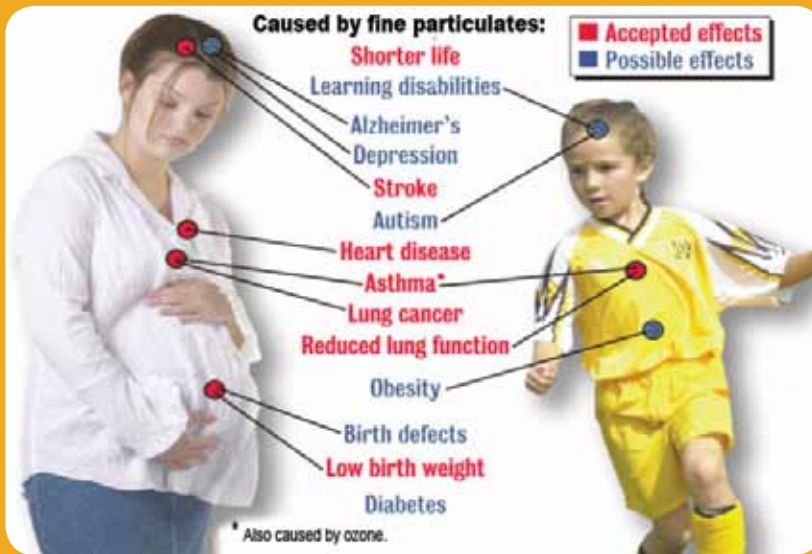 Caused by fine particulates:
Accepted effects
Possible effects
Shorter life
Learning disabilities
Alzheimer's
Depression
Stroke
Autism
Heart disease
Asthma*
Lung cancer
Reduced lung function
Obesity
Birth defects
Low birth weight
Diabetes
* Also caused by ozone.